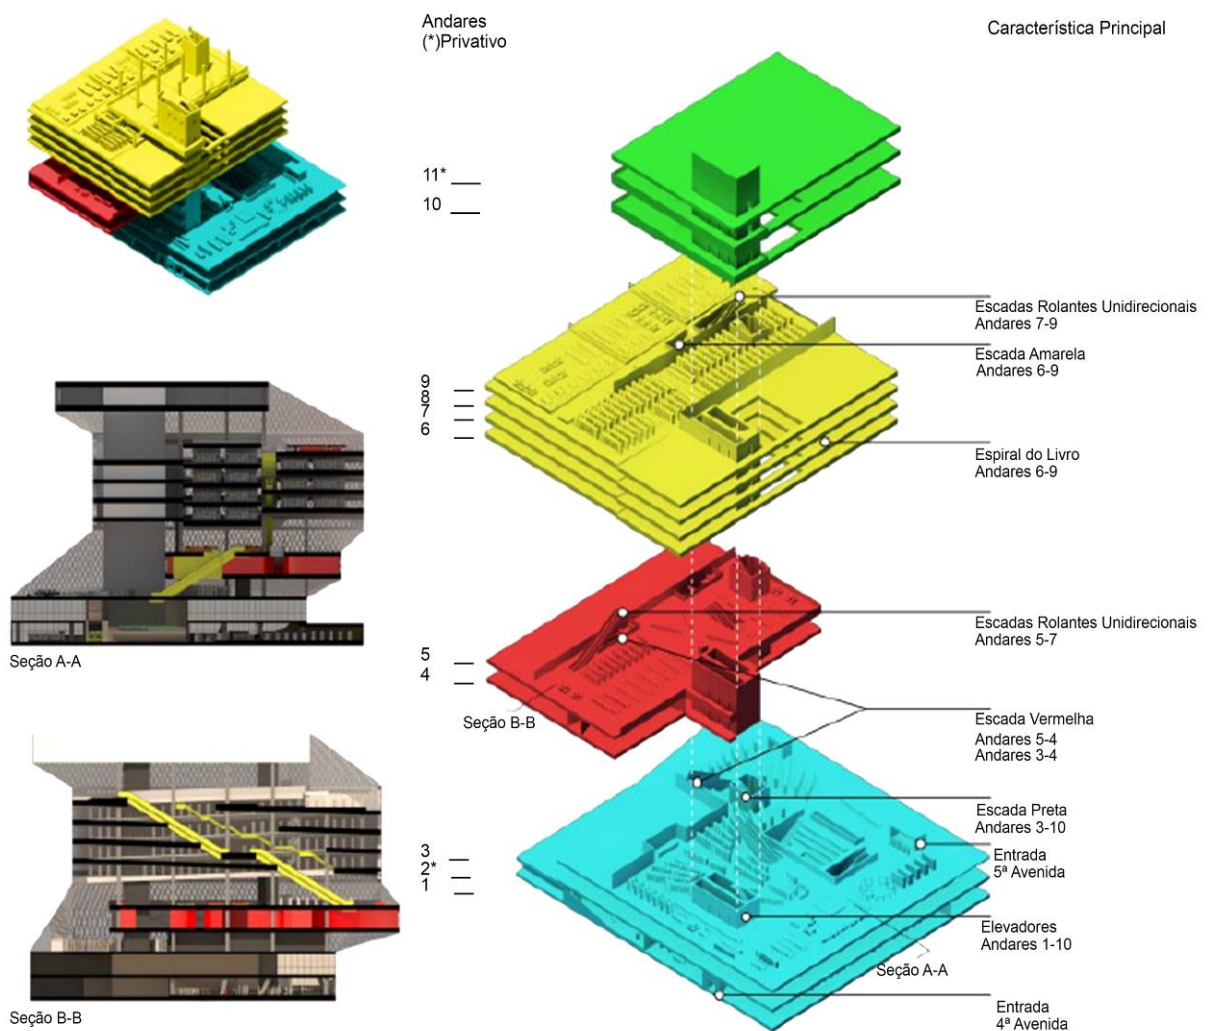 Andares
(*)Privativo
Característica Principal
11*
10
Escadas Rolantes Unidirecionais
Andares 7-9
Escada Amarela
Andares 6-9
9
8
7
6
Espiral do Livro
Andares 6-9
Seção A-A
Escadas Rolantes Unidirecionais
Andares 5-7
5
4
Seção B-B
Escada Vermelha
Andares 5-4
Andares 3-4
Escada Preta
Andares 3-10
3
2*
1
Entrada
5ª Avenida
Elevadores
Andares 1-10
Seção A-A
Entrada
4ª Avenida
Seção B-B